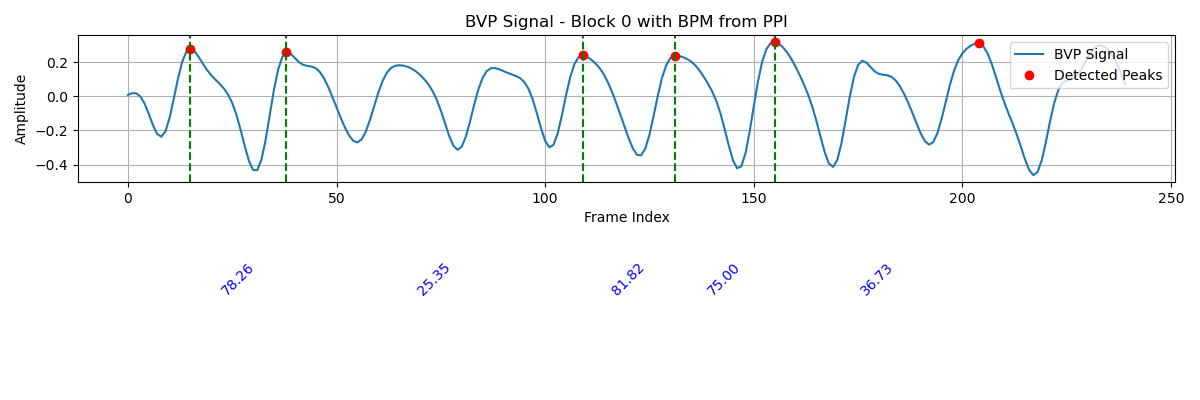 BVP Signal - Block 0 with BPM from PPI
Amplitude
0.2
0.0
−0.2
−0.4
BVP Signal
Detected Peaks
0 50 100 150 200 250
Frame Index
78.26 25.35 81.82 75.00 36.73